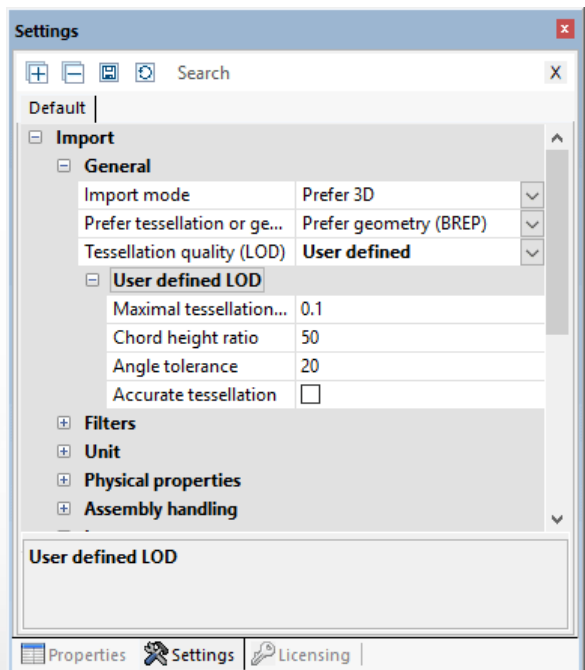 Settings
Search X
Default
Import
General
Import mode Prefer 3D
Prefer tessellation or ge... Prefer geometry (BREP)
Tessellation quality (LOD) User defined
User defined LOD
Maximal tessellation... 0.1
Chord height ratio 50
Angle tolerance 20
Accurate tessellation
Filters
Unit
Physical properties
Assembly handling
User defined LOD
Properties Settings Licensing